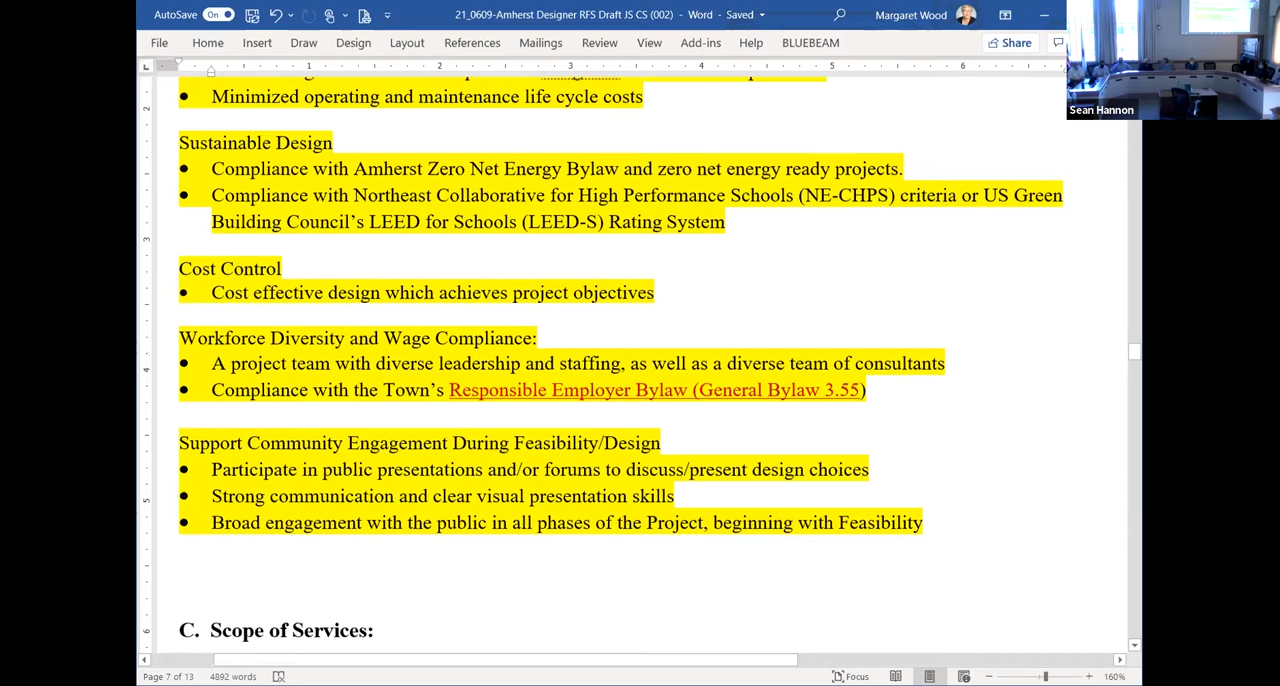 AutoSave On 21_0609-Amherst Designer RFS Draft JS CS (002) - Word - Saved Margaret Wood
File Home Insert Draw Design Layout References Mailings Review View Add-ins Help BLUEBEAM Share
1 2 3 4 5 6
Sean Hannon
• Minimized operating and maintenance life cycle costs
Sustainable Design
• Compliance with Amherst Zero Net Energy Bylaw and zero net energy ready projects.
• Compliance with Northeast Collaborative for High Performance Schools (NE-CHPS) criteria or US Green
Building Council’s LEED for Schools (LEED-S) Rating System
Cost Control
• Cost effective design which achieves project objectives
Workforce Diversity and Wage Compliance:
• A project team with diverse leadership and staffing, as well as a diverse team of consultants
• Compliance with the Town’s Responsible Employer Bylaw (General Bylaw 3.55)
Support Community Engagement During Feasibility/Design
• Participate in public presentations and/or forums to discuss/present design choices
• Strong communication and clear visual presentation skills
• Broad engagement with the public in all phases of the Project, beginning with Feasibility
C. Scope of Services:
Page 7 of 13 4892 words Focus 160%